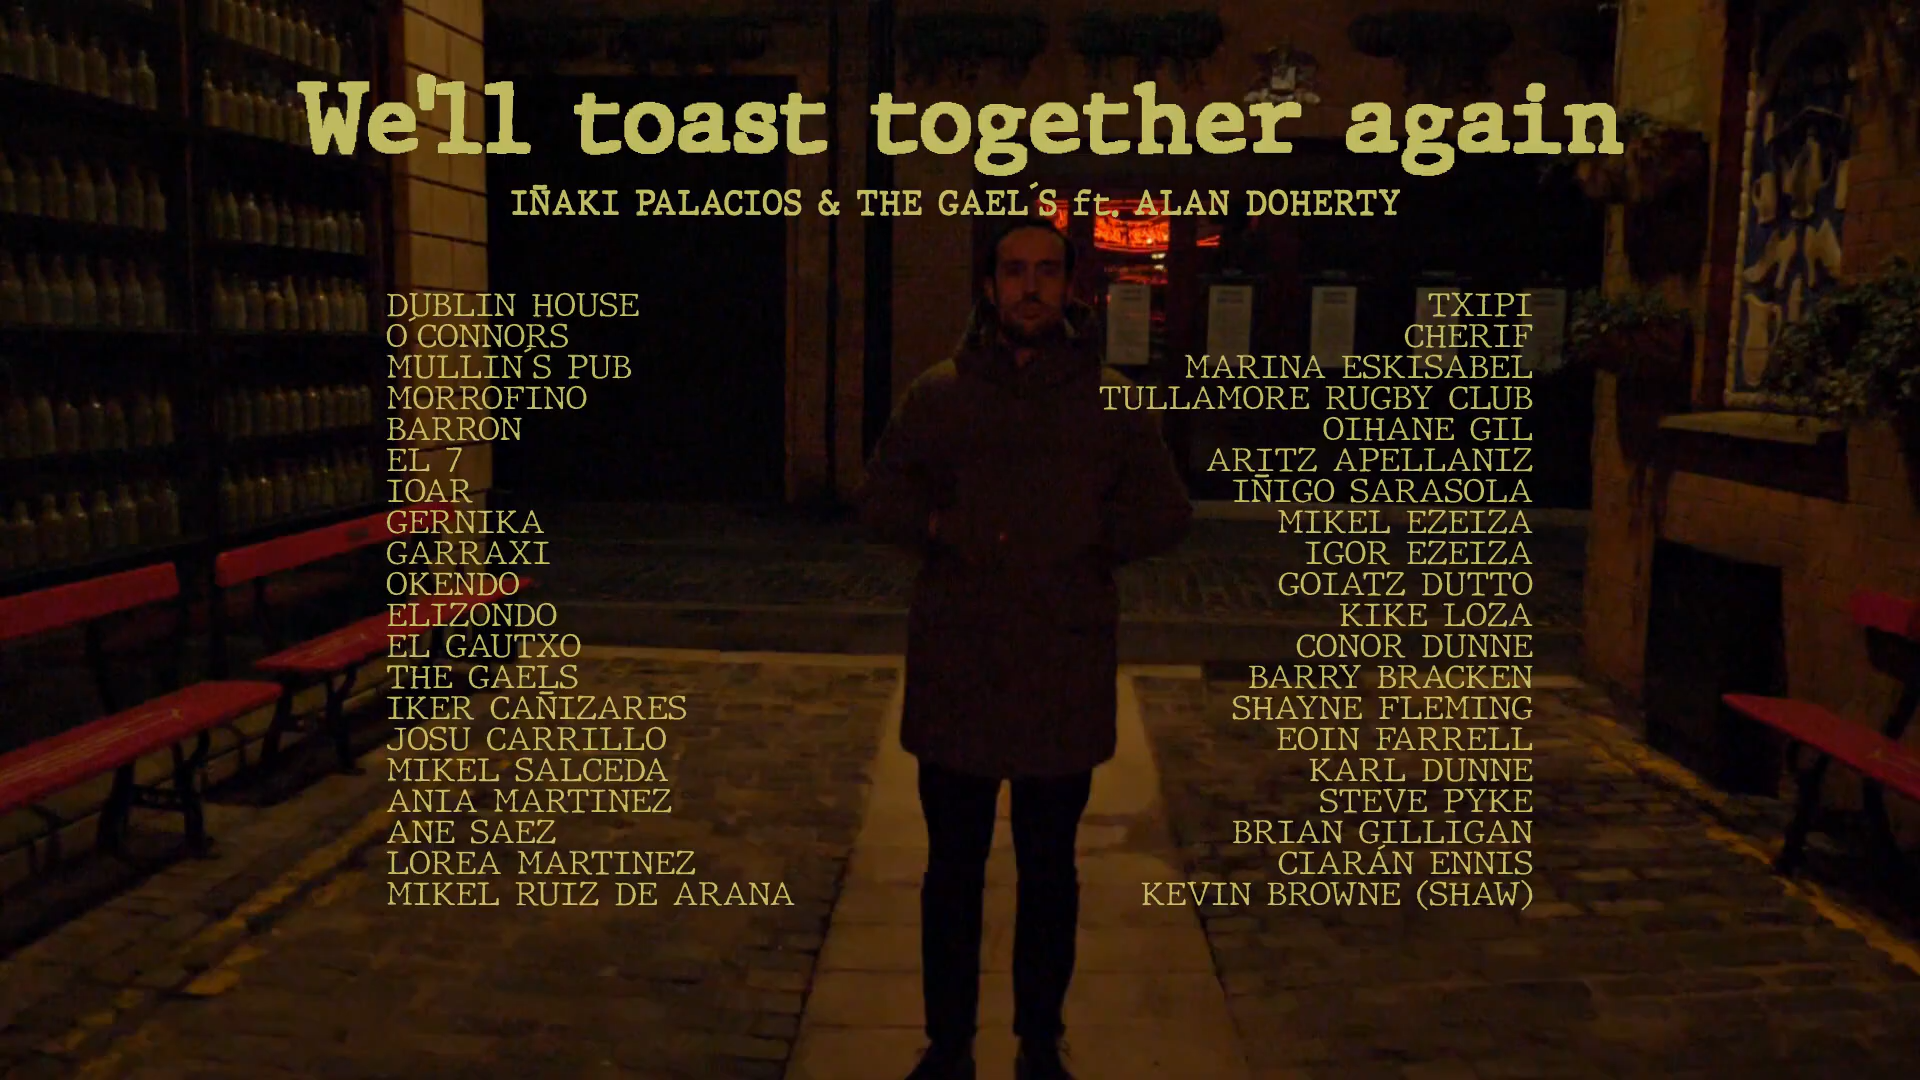 We'll toast together again
IÑAKI PALACIOS & THE GAEL´S ft. ALAN DOHERTY
DUBLIN HOUSE
O´CONNORS
MULLIN´S PUB
MORROFINO
BARRON
EL 7
IOAR
GERNIKA
GARRAXI
OKENDO
ELIZONDO
EL GAUTXO
THE GAELS
IKER CAÑIZARES
JOSU CARRILLO
MIKEL SALCEDA
ANIA MARTINEZ
ANE SAEZ
LOREA MARTINEZ
MIKEL RUIZ DE ARANA
TXIPI
CHERIF
MARINA ESKISABEL
TULLAMORE RUGBY CLUB
OIHANE GIL
ARITZ APELLANIZ
IÑIGO SARASOLA
MIKEL EZEIZA
IGOR EZEIZA
GOIATZ DUTTO
KIKE LOZA
CONOR DUNNE
BARRY BRACKEN
SHAYNE FLEMING
EOIN FARRELL
KARL DUNNE
STEVE PYKE
BRIAN GILLIGAN
CIARÁN ENNIS
KEVIN BROWNE (SHAW)